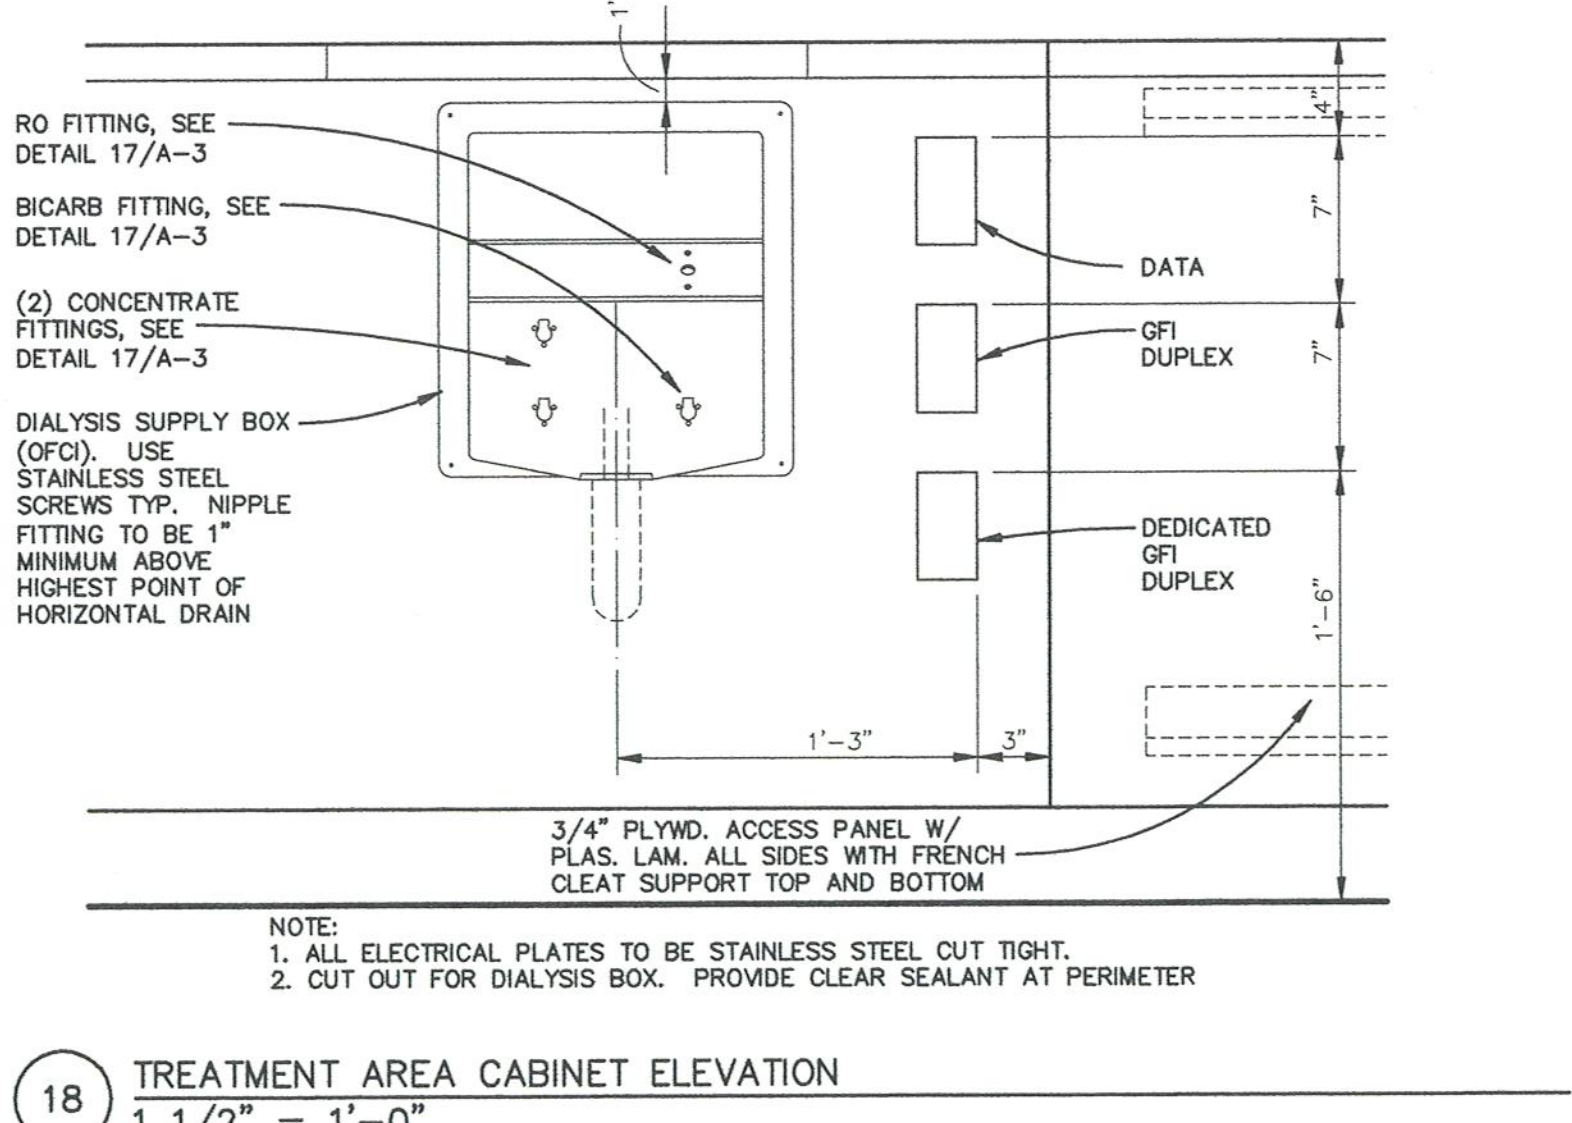 1'
RO FITTING, SEE
DETAIL 17/A-3
BICARB FITTING, SEE
DETAIL 17/A-3
(2) CONCENTRATE
FITTINGS, SEE
DETAIL 17/A-3
DIALYSIS SUPPLY BOX
(OFCI). USE
STAINLESS STEEL
SCREWS TYP. NIPPLE
FITTING TO BE 1"
MINIMUM ABOVE
HIGHEST POINT OF
HORIZONTAL DRAIN
4"
7"
DATA
GFI
DUPLEX
7"
DEDICATED
GFI
DUPLEX
1'-6"
1'-3"
3"
3/4" PLYWD. ACCESS PANEL W/
PLAS. LAM. ALL SIDES WITH FRENCH
CLEAT SUPPORT TOP AND BOTTOM
NOTE:
1. ALL ELECTRICAL PLATES TO BE STAINLESS STEEL CUT TIGHT.
2. CUT OUT FOR DIALYSIS BOX. PROVIDE CLEAR SEALANT AT PERIMETER
18
TREATMENT AREA CABINET ELEVATION
1 1/2" = 1'-0"